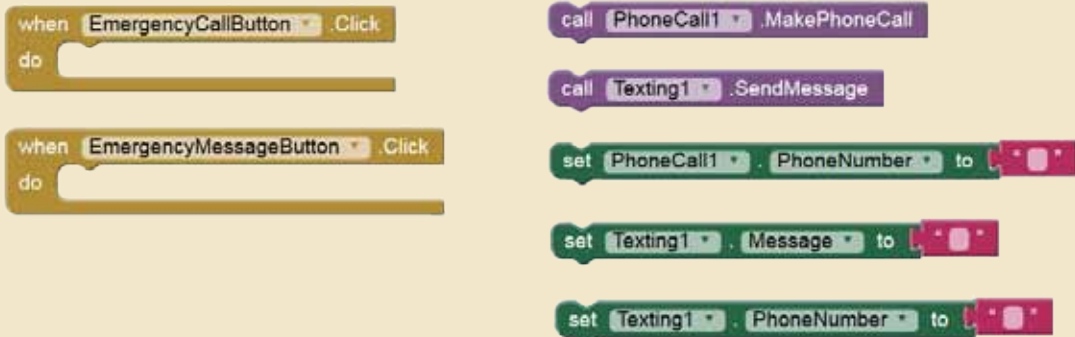 when EmergencyCallButton .Click
do
when EmergencyMessageButton .Click
do
call PhoneCall1 .MakePhoneCall
call Texting1 .SendMessage
set PhoneCall1 . PhoneNumber to " "
set Texting1 . Message to " "
set Texting1 . PhoneNumber to " "